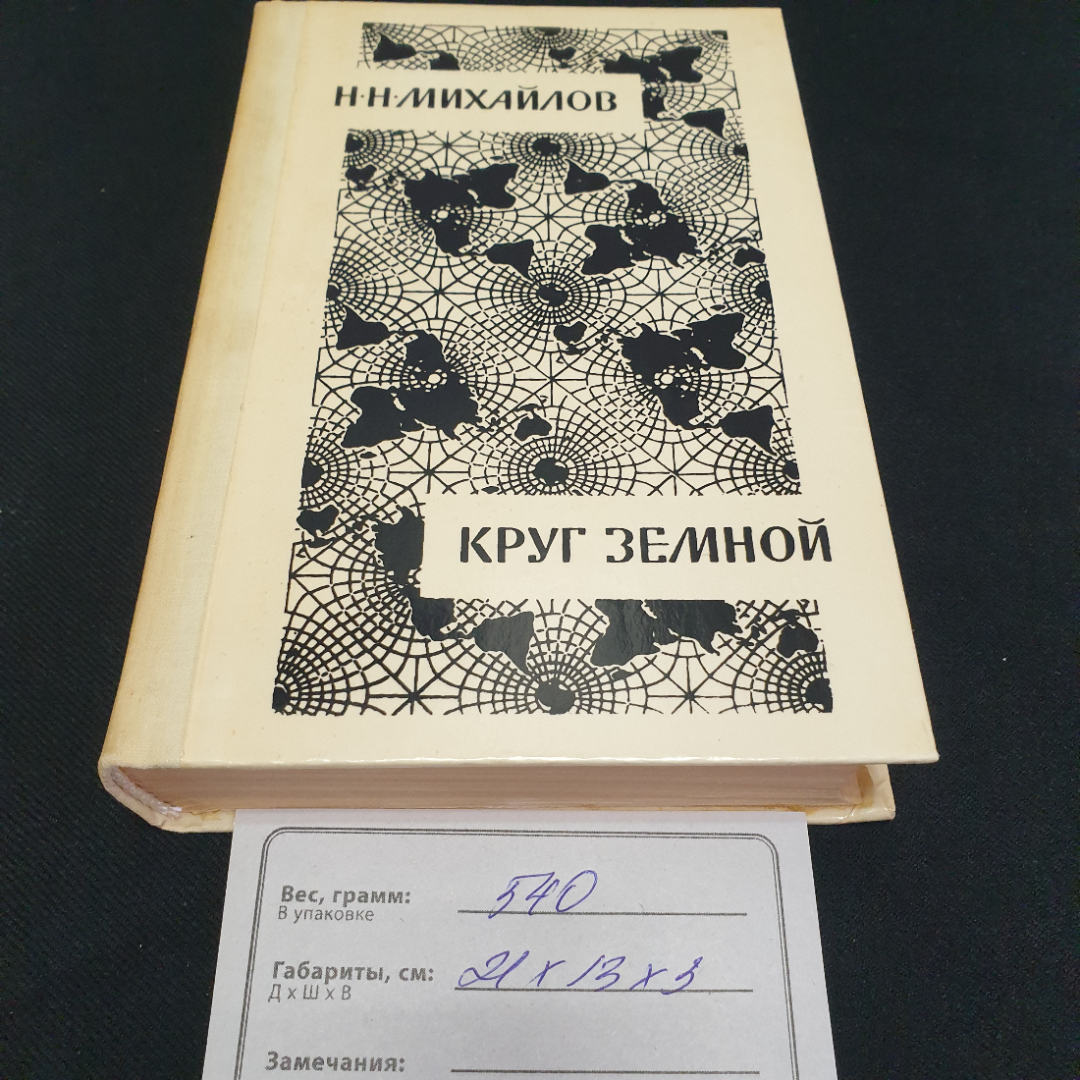 Н·Н·МИХАЙЛОВ
КРУГ ЗЕМНОЙ
Вес, грамм: 540
В упаковке
Габариты, см: 21 х 13 х 3
Д х Ш х В
Замечания: